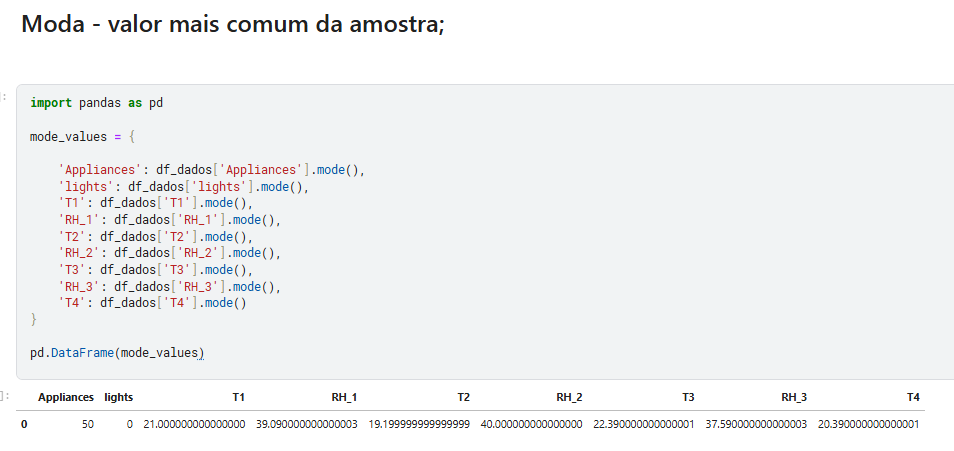 Moda - valor mais comum da amostra;
]:
import pandas as pd
mode_values = {
'Appliances': df_dados['Appliances'].mode(),
'lights': df_dados['lights'].mode(),
'T1': df_dados['T1'].mode(),
'RH_1': df_dados['RH_1'].mode(),
'T2': df_dados['T2'].mode(),
'RH_2': df_dados['RH_2'].mode(),
'T3': df_dados['T3'].mode(),
'RH_3': df_dados['RH_3'].mode(),
'T4': df_dados['T4'].mode()
}
pd.DataFrame(mode_values)
]: Appliances lights T1 RH_1 T2 RH_2 T3 RH_3 T4
0 50 0 21.000000000000000 39.090000000000003 19.199999999999999 40.000000000000000 22.390000000000001 37.590000000000003 20.390000000000001